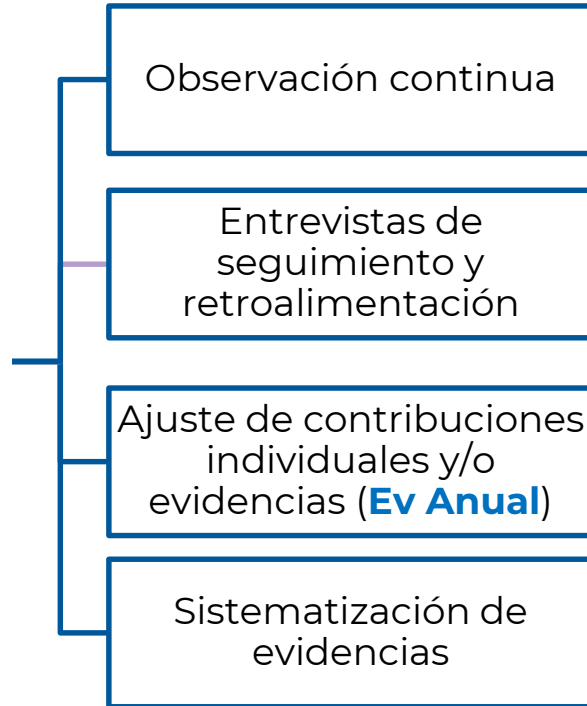 Observación continua
Entrevistas de
seguimiento y
retroalimentación
Ajuste de contribuciones
individuales y/o
evidencias (Ev Anual)
Sistematización de
evidencias